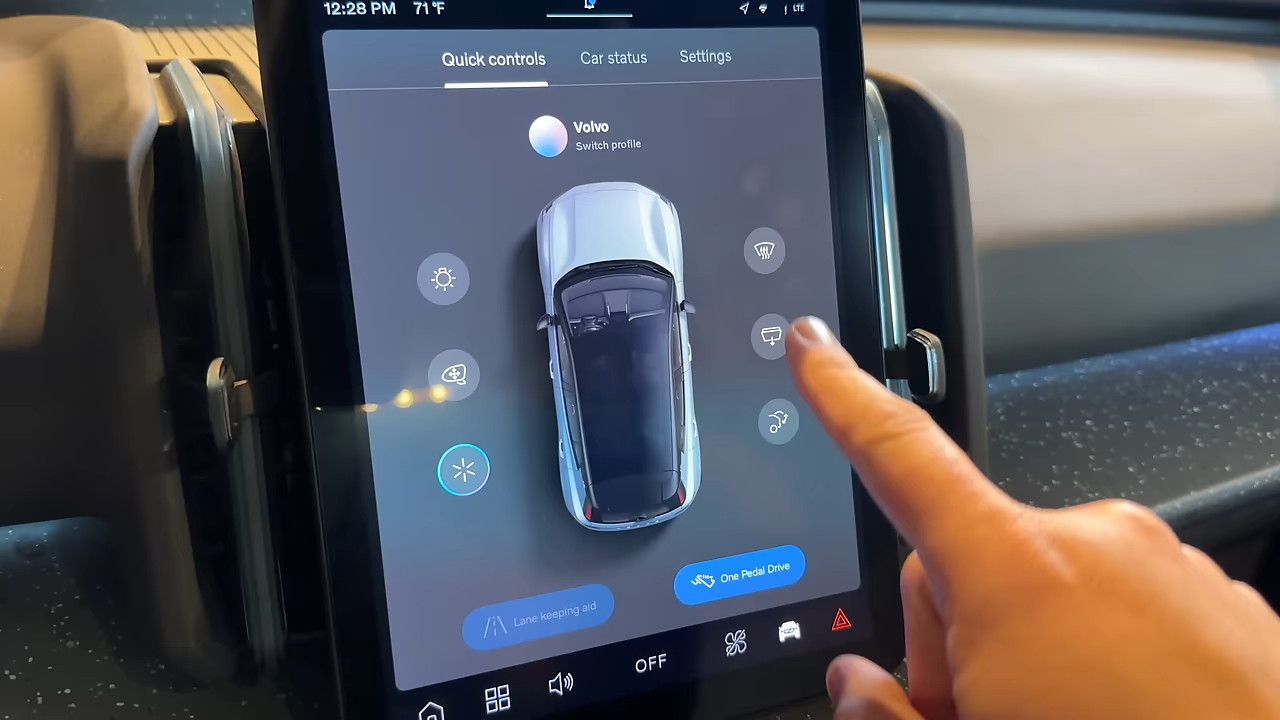 12:28 PM 71°F LTE
Quick controls Car status Settings
Volvo
Switch profile
One Pedal Drive
Lane keeping aid
OFF